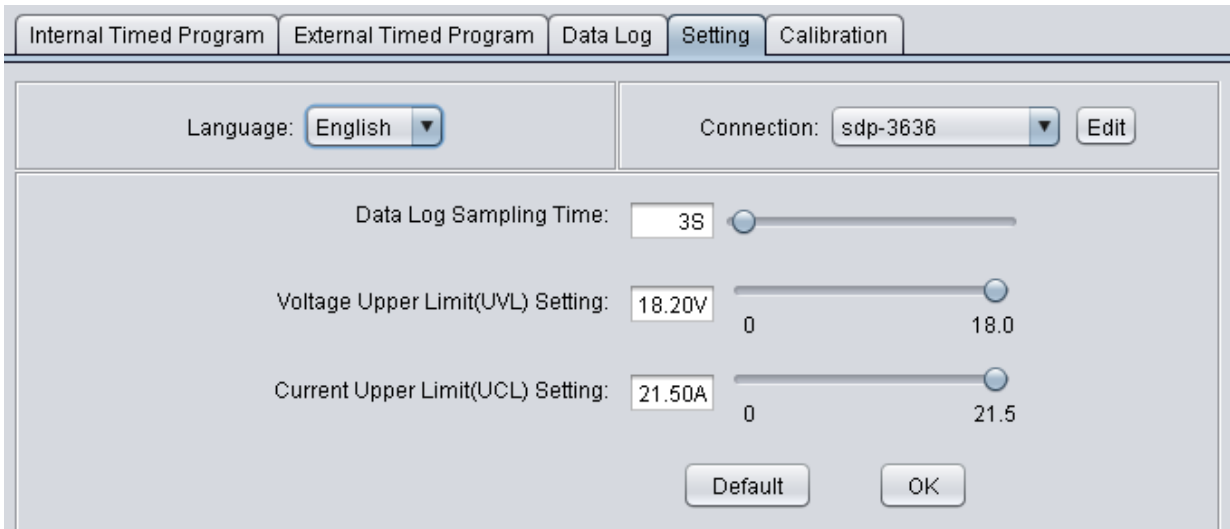 Internal Timed Program External Timed Program Data Log Setting Calibration
Language: English Connection: sdp-3636 Edit
Data Log Sampling Time: 3S
Voltage Upper Limit(UVL) Setting: 18.20V
0 18.0
Current Upper Limit(UCL) Setting: 21.50A
0 21.5
Default OK